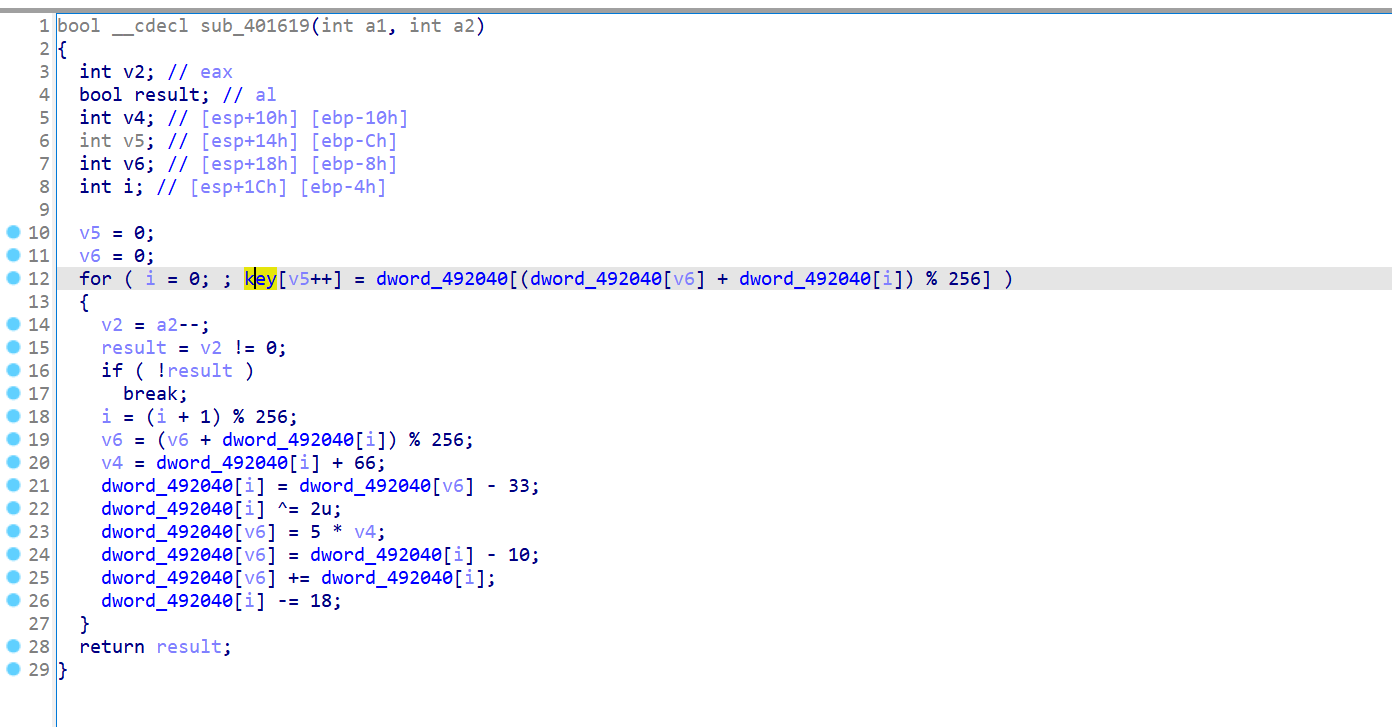 1 bool __cdecl sub_401619(int a1, int a2)
2 {
3   int v2; // eax
4   bool result; // al
5   int v4; // [esp+10h] [ebp-10h]
6   int v5; // [esp+14h] [ebp-Ch]
7   int v6; // [esp+18h] [ebp-8h]
8   int i; // [esp+1Ch] [ebp-4h]
9
10   v5 = 0;
11   v6 = 0;
12   for ( i = 0; ; key[v5++] = dword_492040[(dword_492040[v6] + dword_492040[i]) % 256] )
13   {
14     v2 = a2--;
15     result = v2 != 0;
16     if ( !result )
17       break;
18     i = (i + 1) % 256;
19     v6 = (v6 + dword_492040[i]) % 256;
20     v4 = dword_492040[i] + 66;
21     dword_492040[i] = dword_492040[v6] - 33;
22     dword_492040[i] ^= 2u;
23     dword_492040[v6] = 5 * v4;
24     dword_492040[v6] = dword_492040[i] - 10;
25     dword_492040[v6] += dword_492040[i];
26     dword_492040[i] -= 18;
27   }
28   return result;
29 }